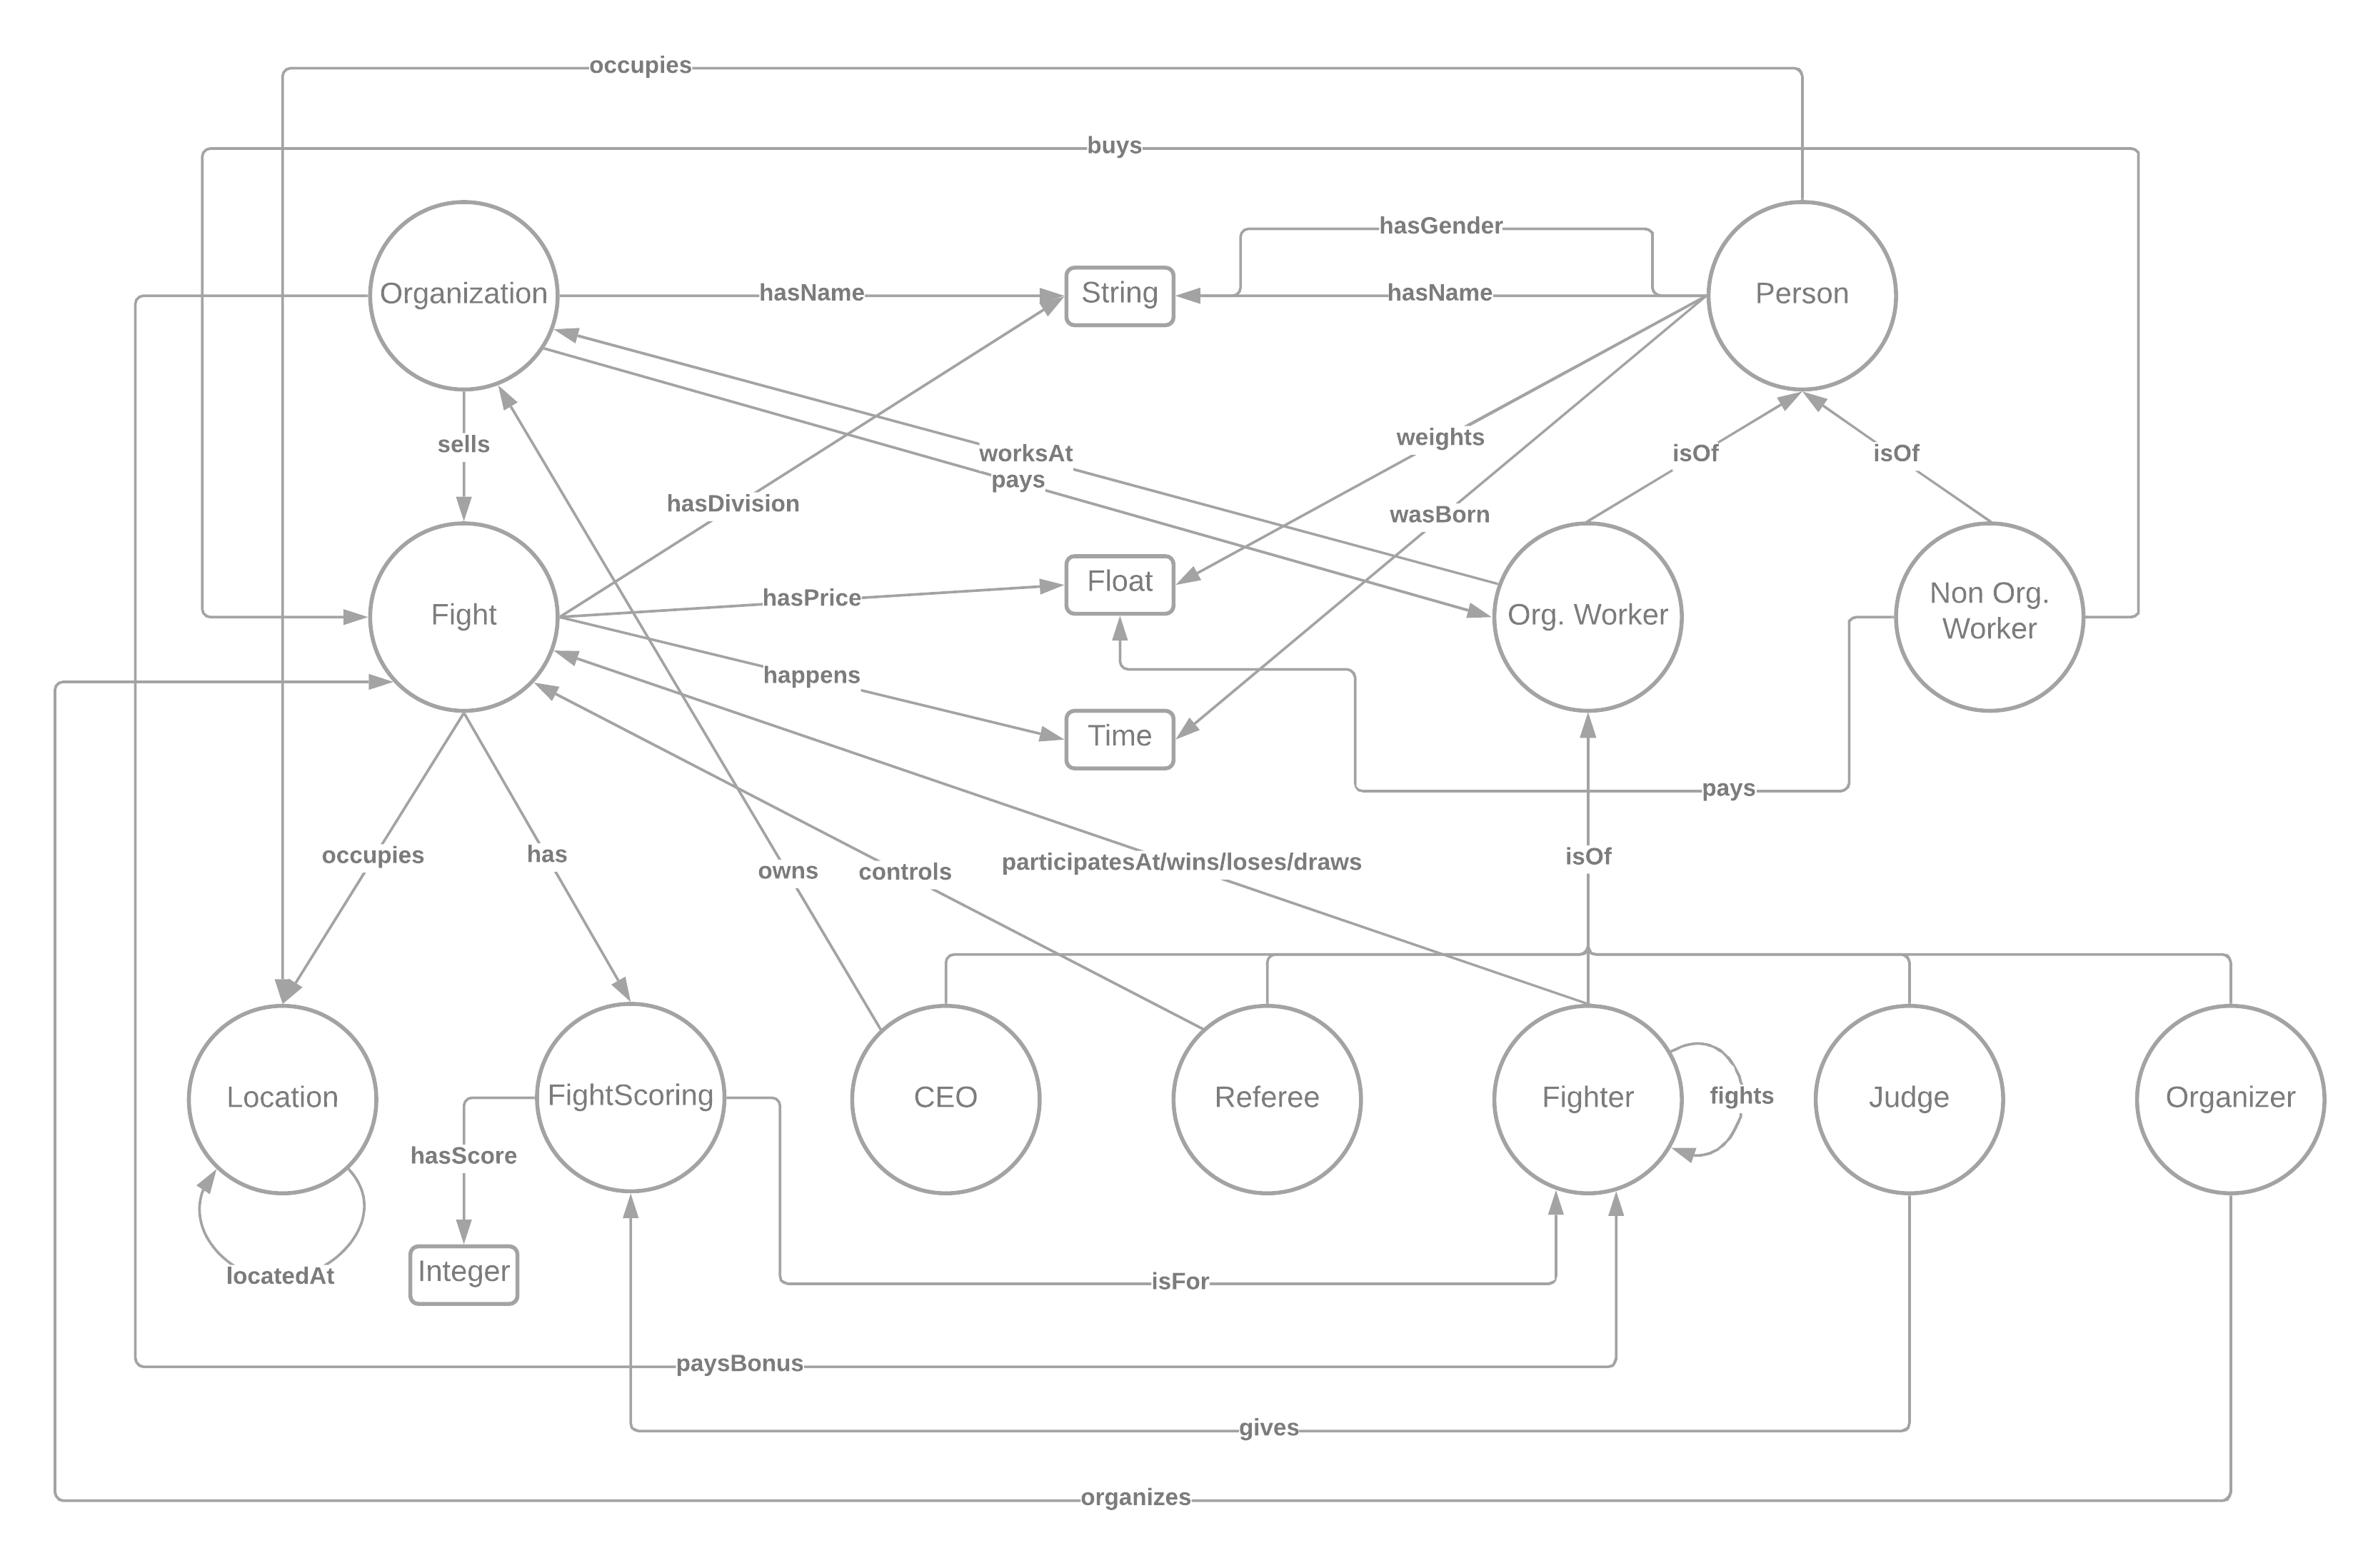 occupies
buys
hasGender
Organization
hasName
String
hasName
Person
sells
worksAt
pays
weights
isOf
isOf
hasDivision
wasBorn
Fight
hasPrice
Float
Org. Worker
Non Org.
Worker
happens
Time
pays
occupies
has
owns
controls
participatesAt/wins/loses/draws
isOf
Location
FightScoring
CEO
Referee
Fighter
fights
Judge
Organizer
hasScore
locatedAt
Integer
isFor
paysBonus
gives
organizes